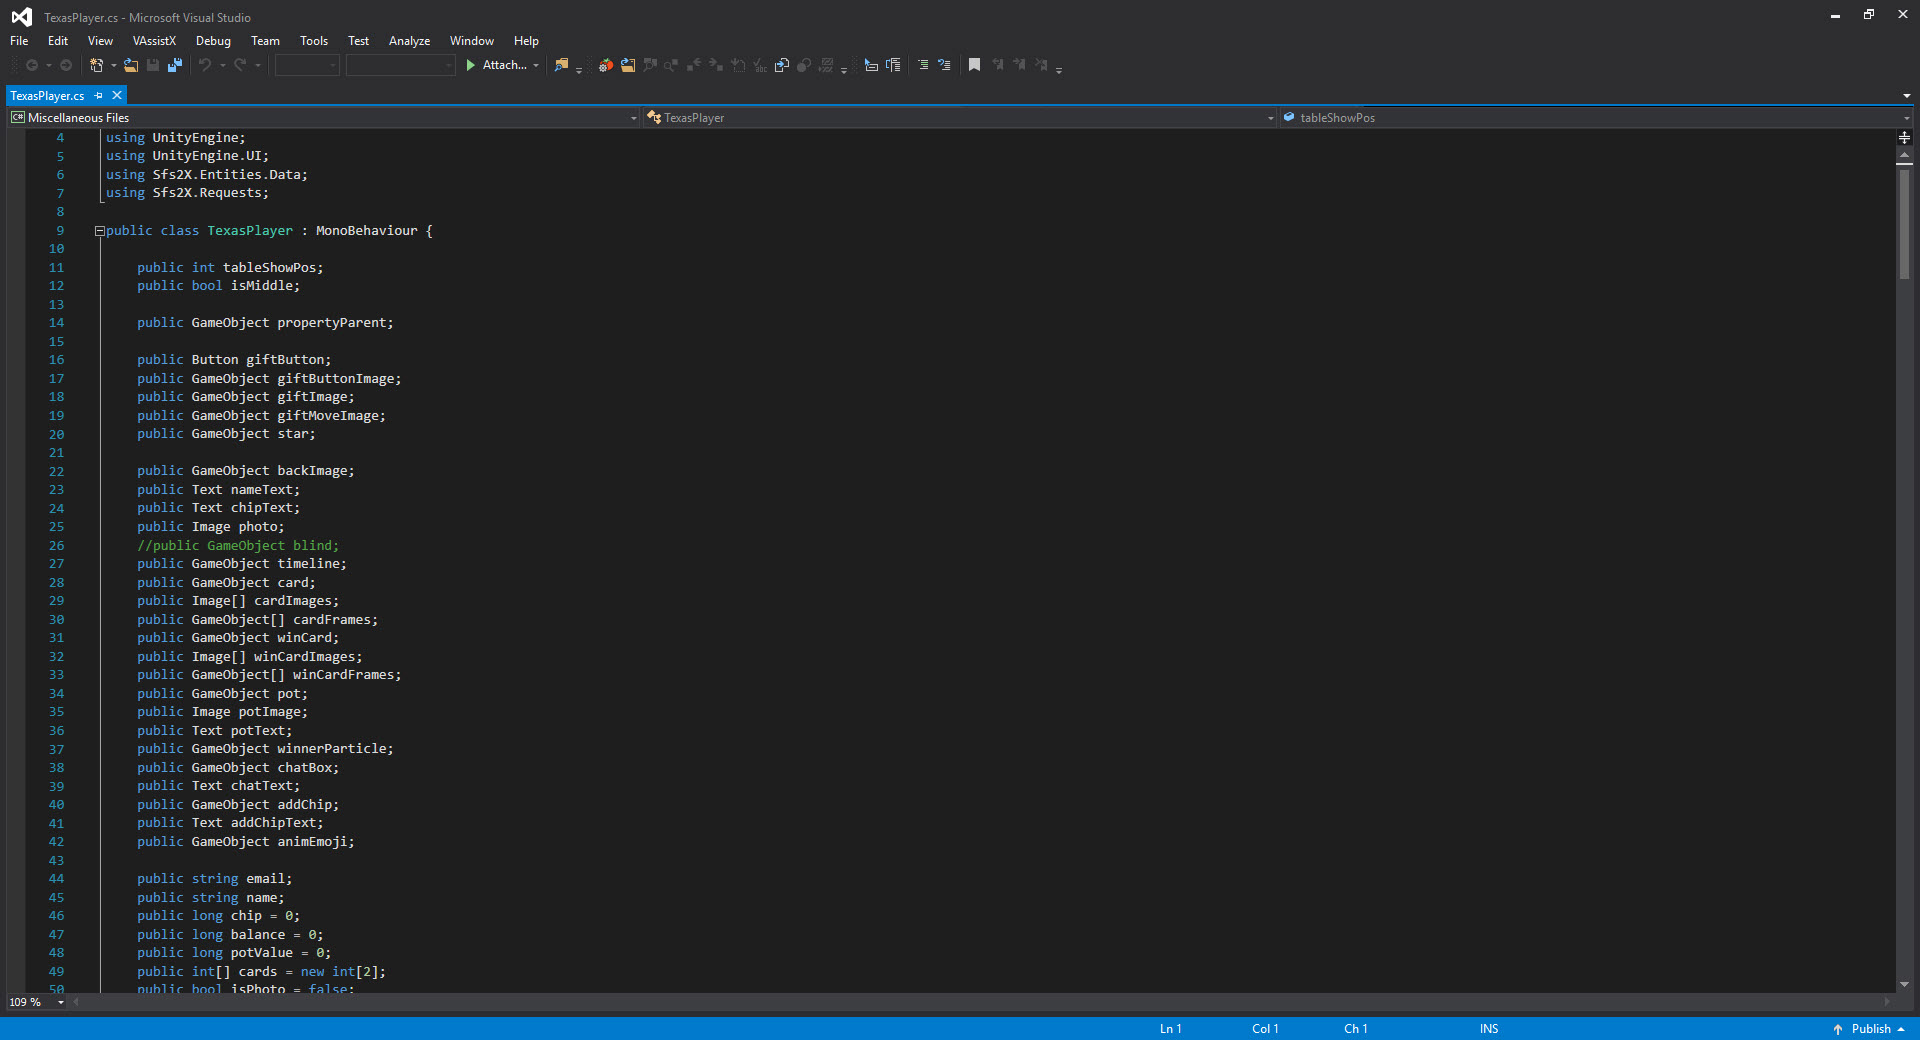 TexasPlayer.cs - Microsoft Visual Studio
File Edit View VAssistX Debug Team Tools Test Analyze Window Help
Attach...
TexasPlayer.cs
C# Miscellaneous Files TexasPlayer tableShowPos
4 using UnityEngine;
5 using UnityEngine.UI;
6 using Sfs2X.Entities.Data;
7 using Sfs2X.Requests;
8
9 public class TexasPlayer : MonoBehaviour {
10
11 public int tableShowPos;
12 public bool isMiddle;
13
14 public GameObject propertyParent;
15
16 public Button giftButton;
17 public GameObject giftButtonImage;
18 public GameObject giftImage;
19 public GameObject giftMoveImage;
20 public GameObject star;
21
22 public GameObject backImage;
23 public Text nameText;
24 public Text chipText;
25 public Image photo;
26 //public GameObject blind;
27 public GameObject timeline;
28 public GameObject card;
29 public Image[] cardImages;
30 public GameObject[] cardFrames;
31 public GameObject winCard;
32 public Image[] winCardImages;
33 public GameObject[] winCardFrames;
34 public GameObject pot;
35 public Image potImage;
36 public Text potText;
37 public GameObject winnerParticle;
38 public GameObject chatBox;
39 public Text chatText;
40 public GameObject addChip;
41 public Text addChipText;
42 public GameObject animEmoji;
43
44 public string email;
45 public string name;
46 public long chip = 0;
47 public long balance = 0;
48 public long potValue = 0;
49 public int[] cards = new int[2];
50 public bool isPhoto = false;
109 %
Ln 1 Col 1 Ch 1 INS Publish